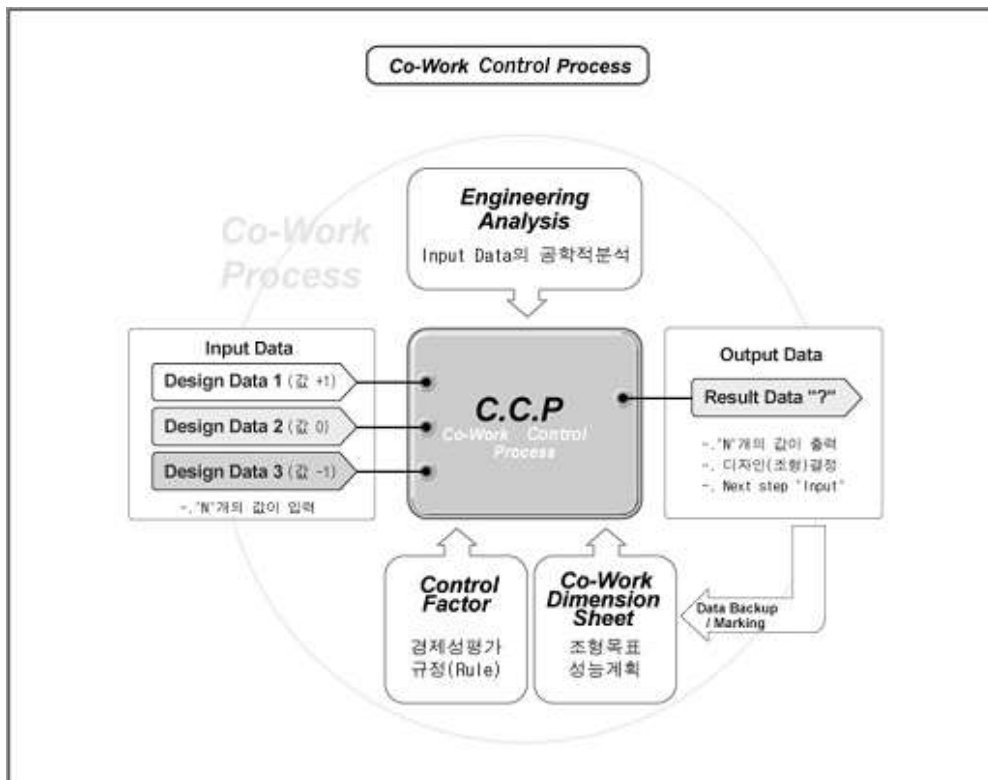 Co-Work Control Process
Co-Work
Process
Engineering
Analysis
Input Data의 공학적분석
Input Data
Design Data 1 (값 +1)
Design Data 2 (값 0)
Design Data 3 (값 -1)
-."N"개의 값이 입력
C.C.P
Co-Work Control
Process
Output Data
Result Data "?"
-."N"개의 값이 출력
-. 디자인(조형)결정
-. Next step "Input"
Control
Factor
경제성평가
규정(Rule)
Co-Work
Dimension
Sheet
조형목표
성능계획
Data Backup
/ Marking